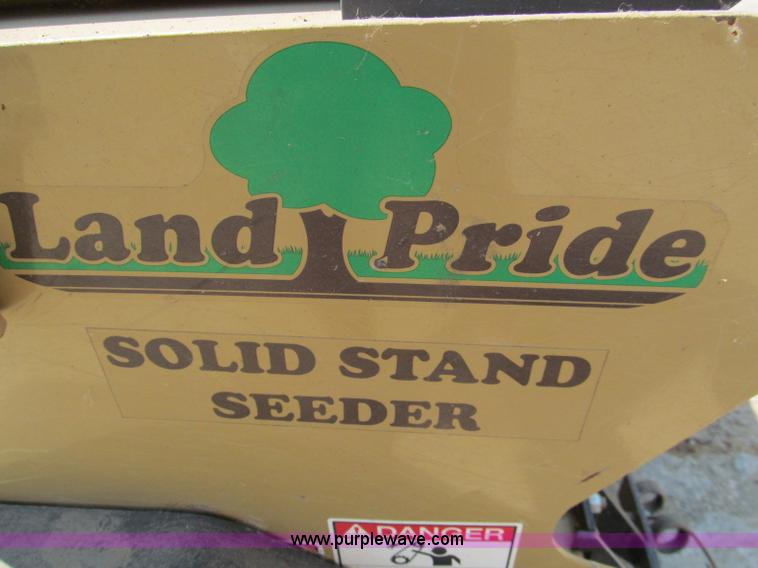 Land Pride
SOLID STAND
SEEDER
DANGER
www.purplewave.com